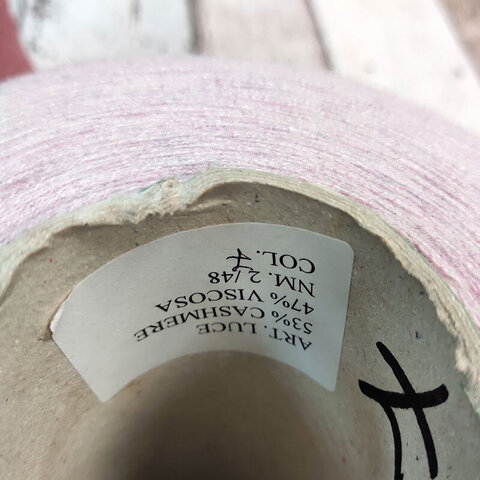 ART. LUCE
53% CASHMERE
47% VISCOSA
NM. 2/48
COL. 7